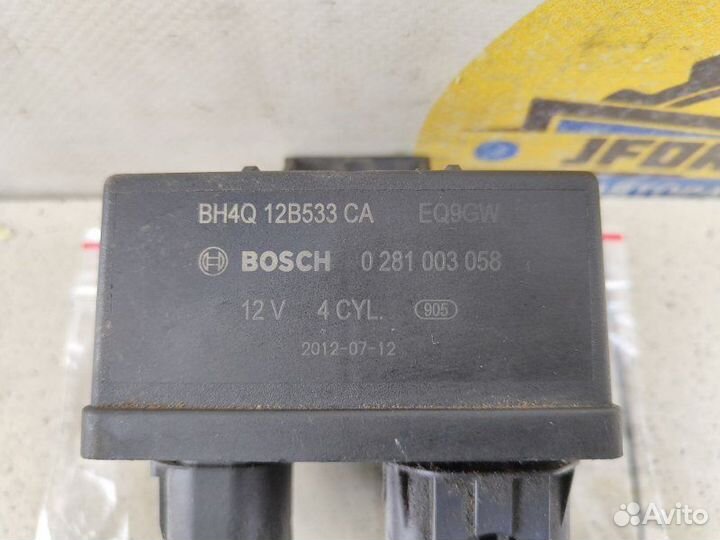 BH4Q 12B533 CA EQ9GW
BOSCH 0 281 003 058
12 V 4 CYL. 905
2012-07-12
Avito